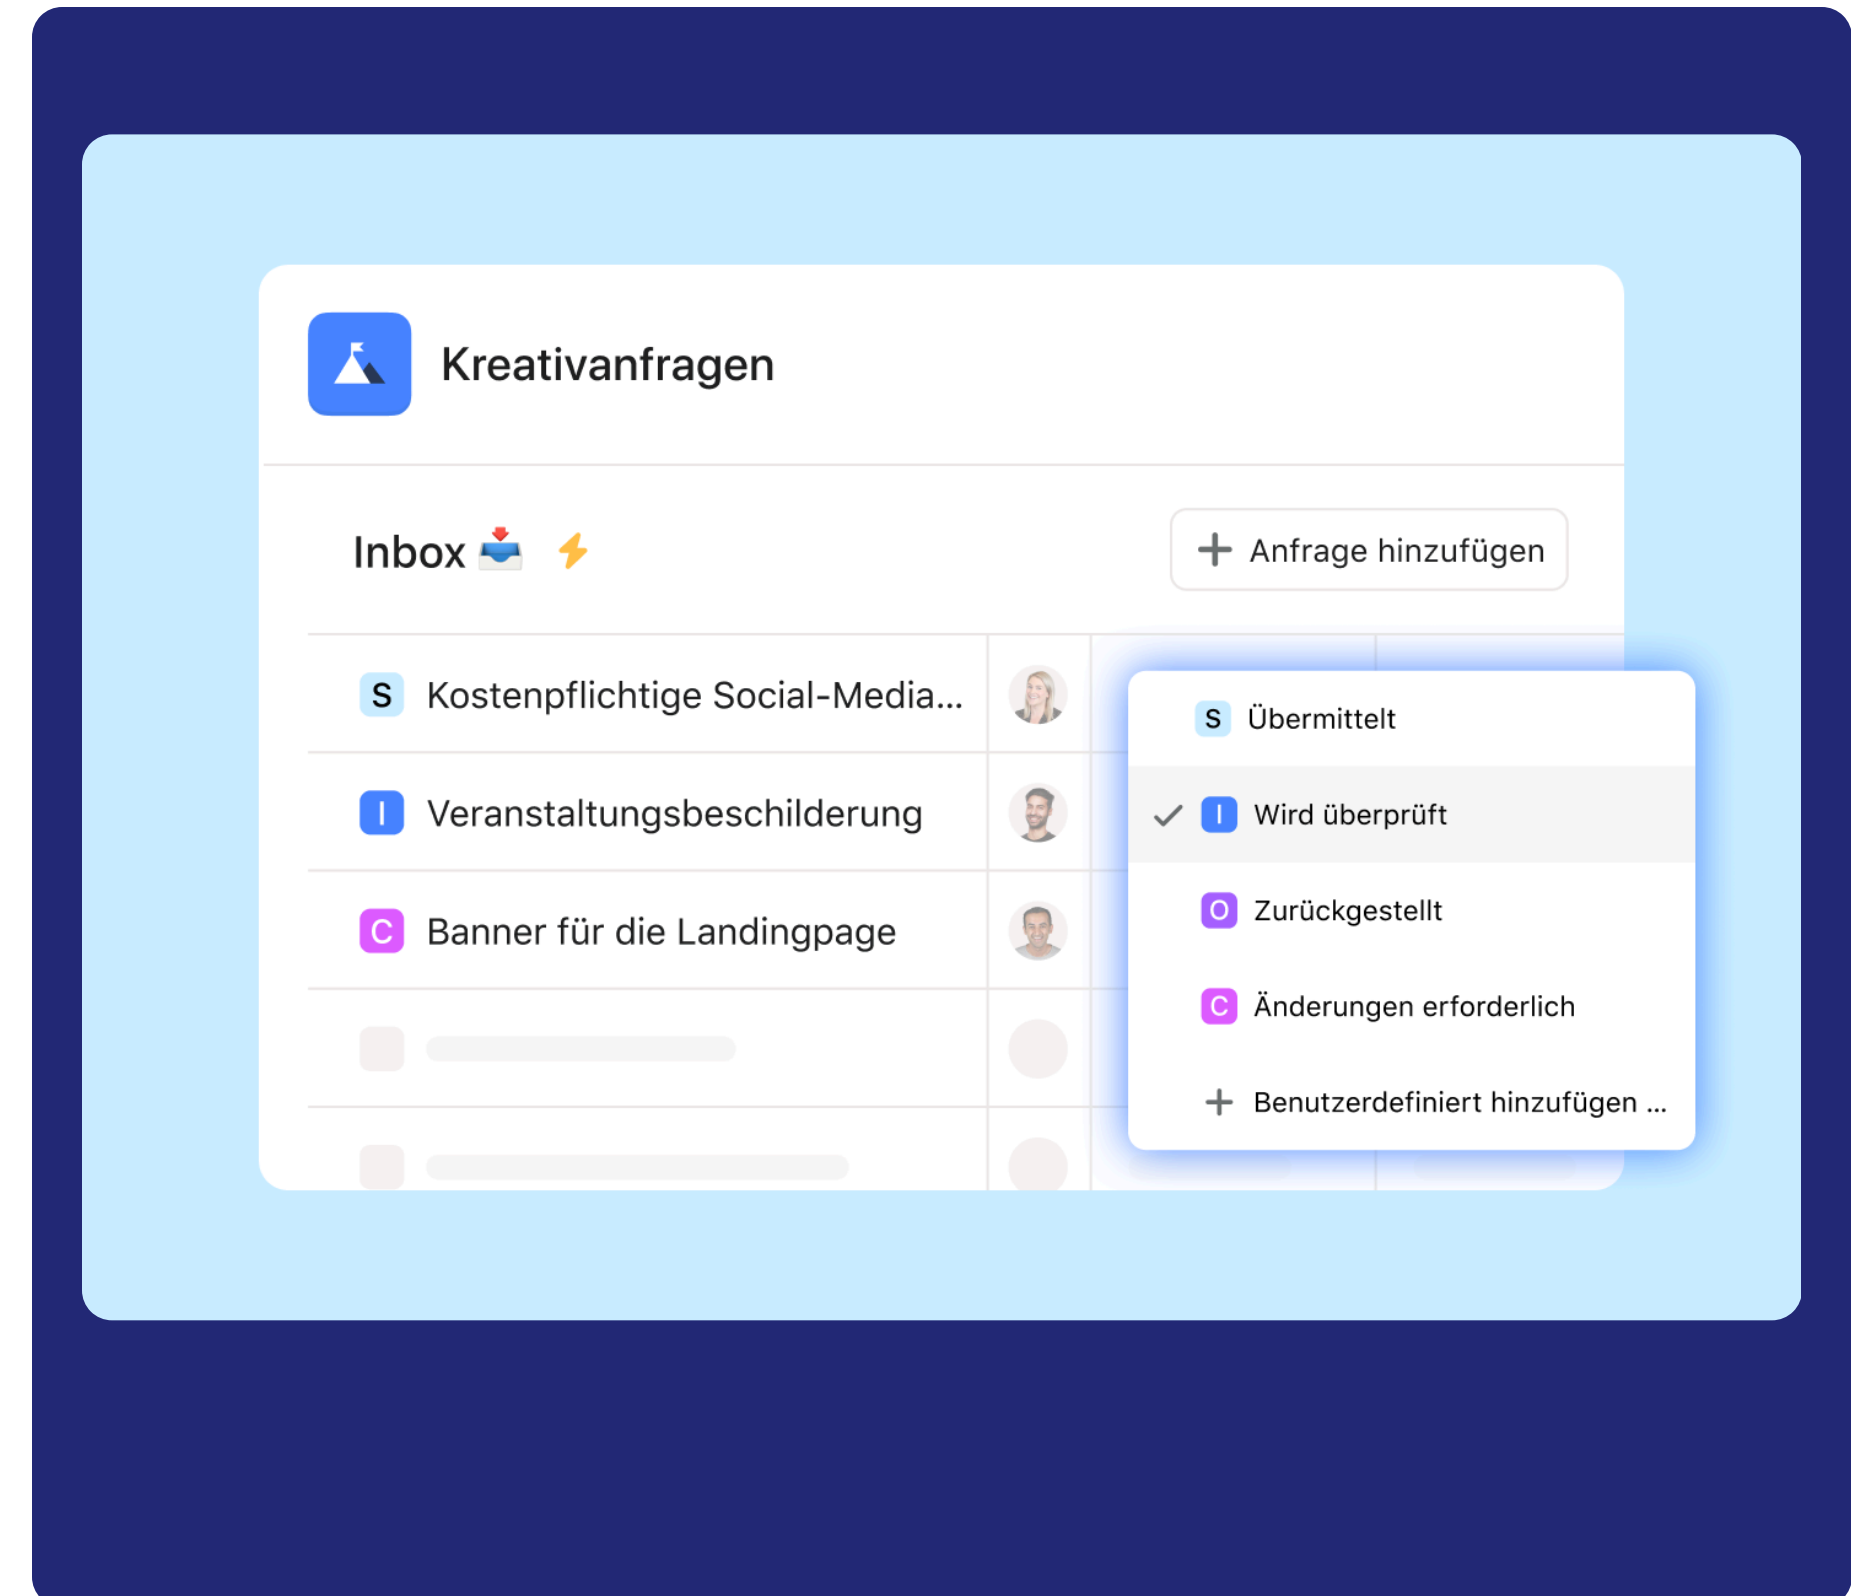 Kreativanfragen
Inbox
Anfrage hinzufügen
S Kostenpflichtige Social-Media...
I Veranstaltungsbeschilderung
C Banner für die Landingpage
S Übermittelt
I Wird überprüft
O Zurückgestellt
C Änderungen erforderlich
Benutzerdefiniert hinzufügen ...